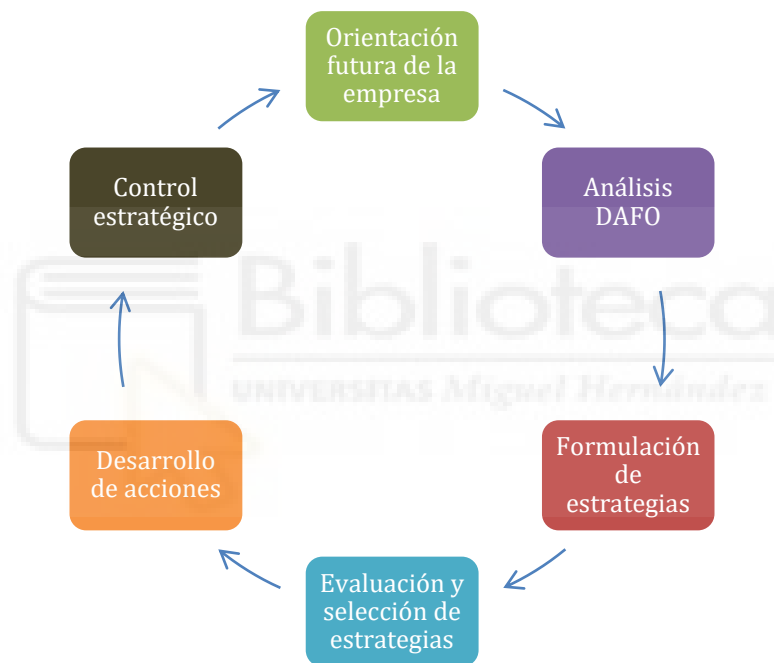 Orientación
futura de la
empresa
Análisis
DAFO
Formulación
de
estrategias
Evaluación y
selección de
estrategias
Desarrollo
de acciones
Control
estratégico
Biblioteca
UNIVERSITAS Miguel Hernández